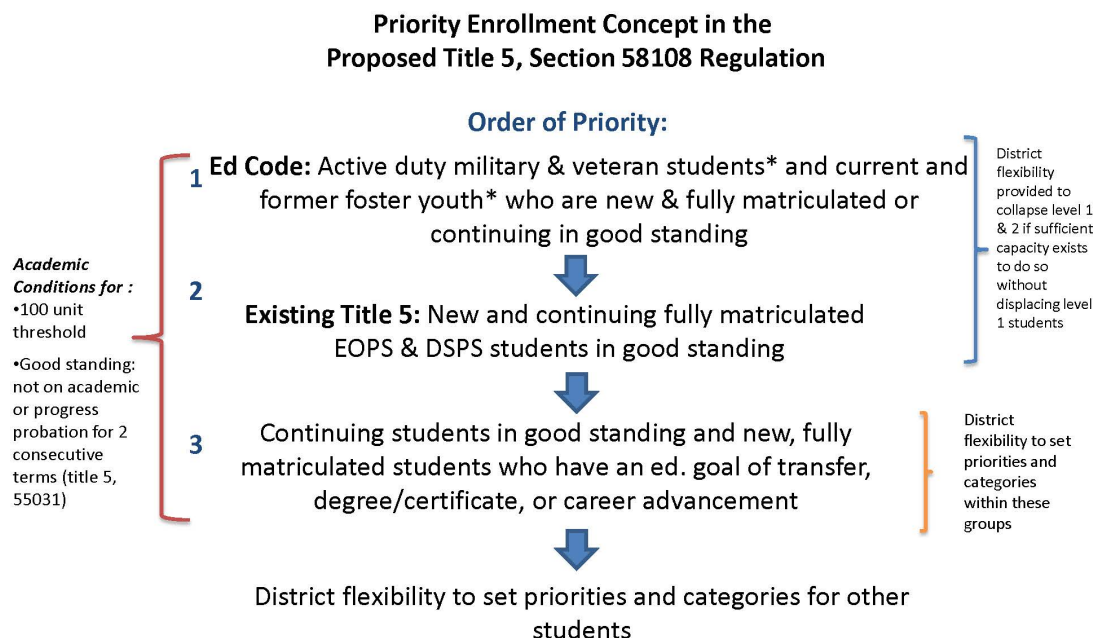 Priority Enrollment Concept in the
Proposed Title 5, Section 58108 Regulation
Order of Priority:
1
Ed Code: Active duty military & veteran students* and current and
former foster youth* who are new & fully matriculated or
continuing in good standing
2
Existing Title 5: New and continuing fully matriculated
EOPS & DSPS students in good standing
3
Continuing students in good standing and new, fully
matriculated students who have an ed. goal of transfer,
degree/certificate, or career advancement
District flexibility to set priorities and categories for other
students
Academic
Conditions for :
•100 unit
threshold
•Good standing:
not on academic
or progress
probation for 2
consecutive
terms (title 5,
55031)
District
flexibility
provided to
collapse level 1
& 2 if sufficient
capacity exists
to do so
without
displacing level
1 students
District
flexibility to set
priorities and
categories
within these
groups